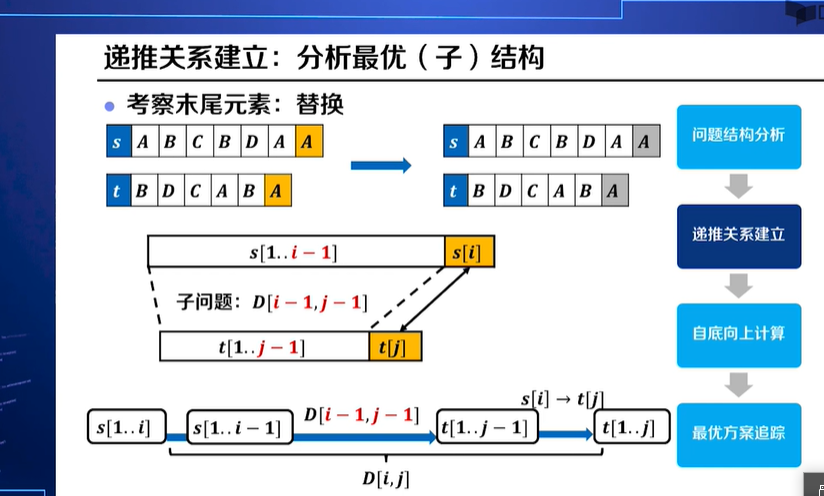 递推关系建立：分析最优（子）结构
考察末尾元素：替换
s A B C B D A A
s A B C B D A A
t B D C A B A
t B D C A B A
s[1..i − 1] s[i]
子问题：D[i − 1, j − 1]
t[1..j − 1] t[j]
s[i] → t[j]
D[i − 1, j − 1]
s[1..i] s[1..i − 1] t[1..j − 1] t[1..j]
D[i, j]
问题结构分析
递推关系建立
自底向上计算
最优方案追踪